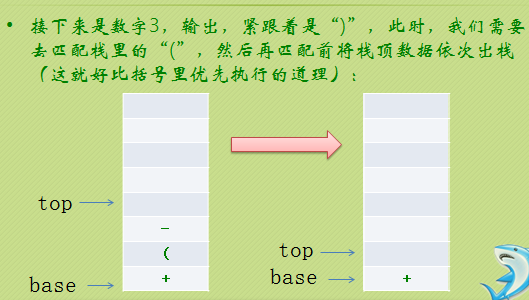 • 接下来是数字3，输出，紧跟着是“)”，此时，我们需要
去匹配栈里的“(”，然后再匹配前将栈顶数据依次出栈
（这就好比括号里优先执行的道理）：
top
-
(
top
base
+
base
+